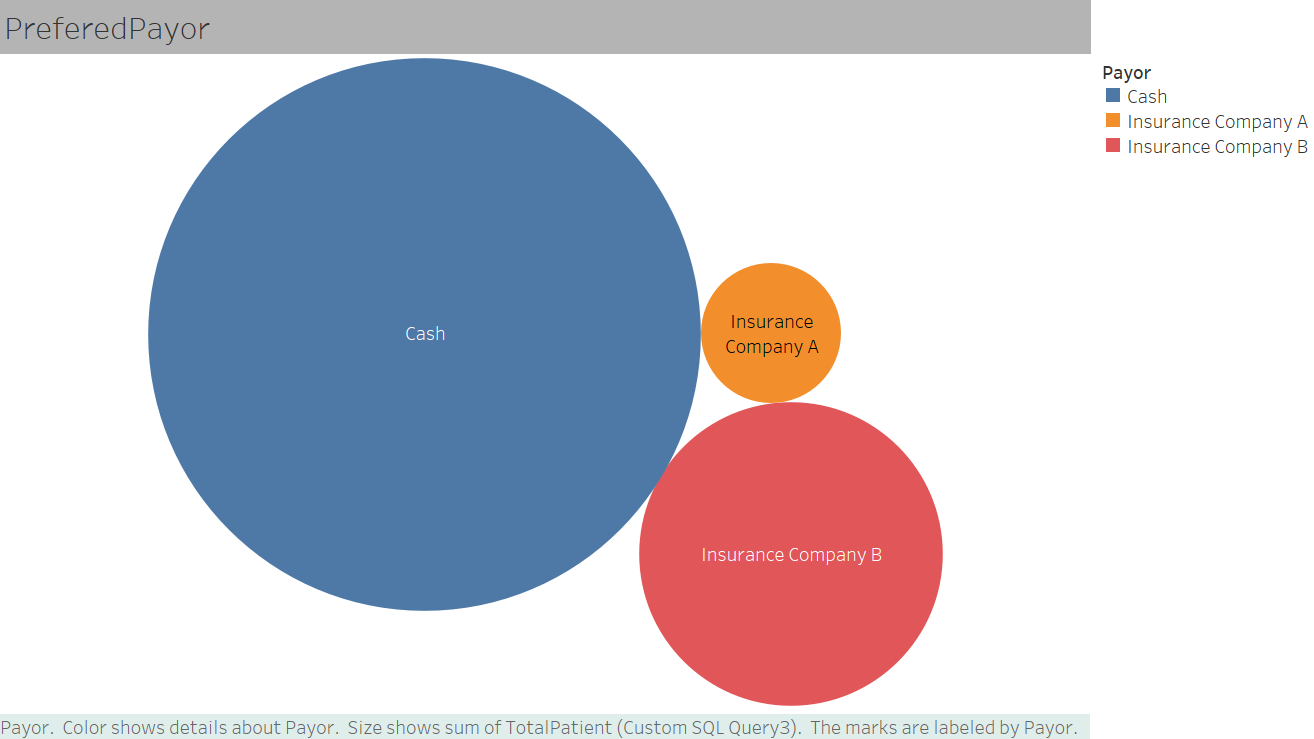 PreferedPayor
Payor
Cash
Insurance Company A
Insurance Company B
Cash
Insurance
Company A
Insurance Company B
Payor. Color shows details about Payor. Size shows sum of TotalPatient (Custom SQL Query3). The marks are labeled by Payor.